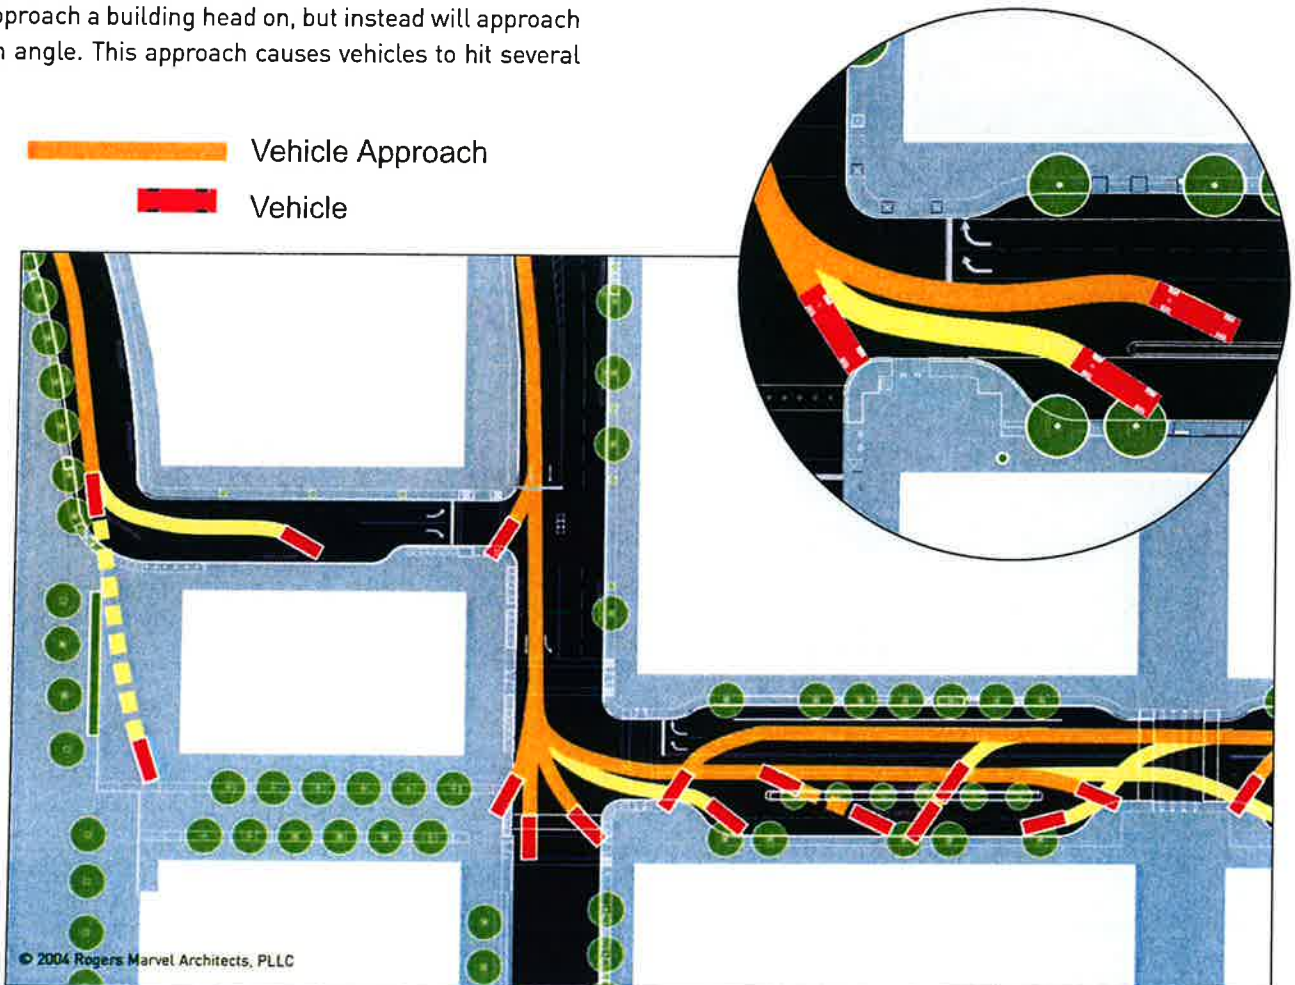 pproach a building head on, but instead will approach
n angle. This approach causes vehicles to hit several
Vehicle Approach
Vehicle
© 2004 Rogers Marvel Architects, PLLC